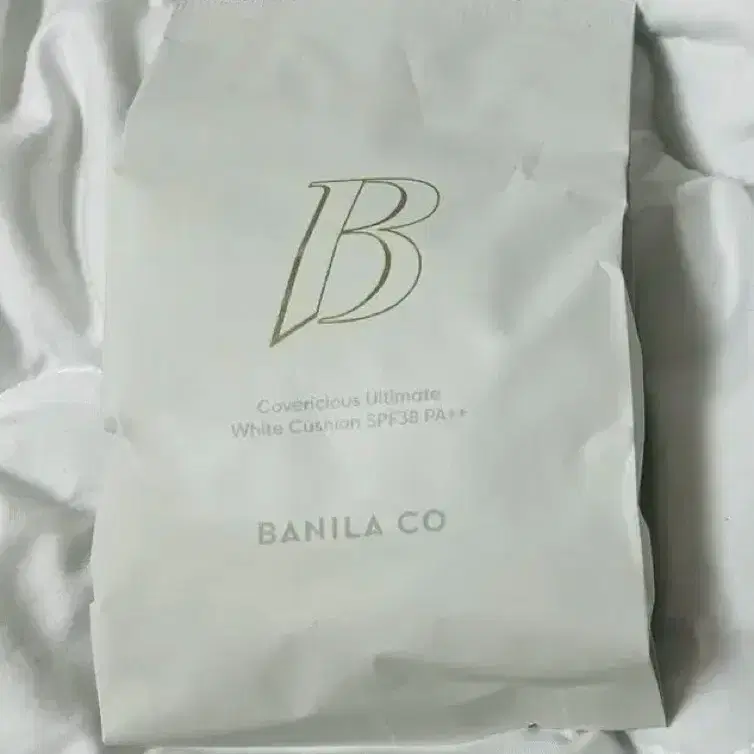 B
Covericious Ultimate
White Cushion SPF38 PA++
BANILA CO